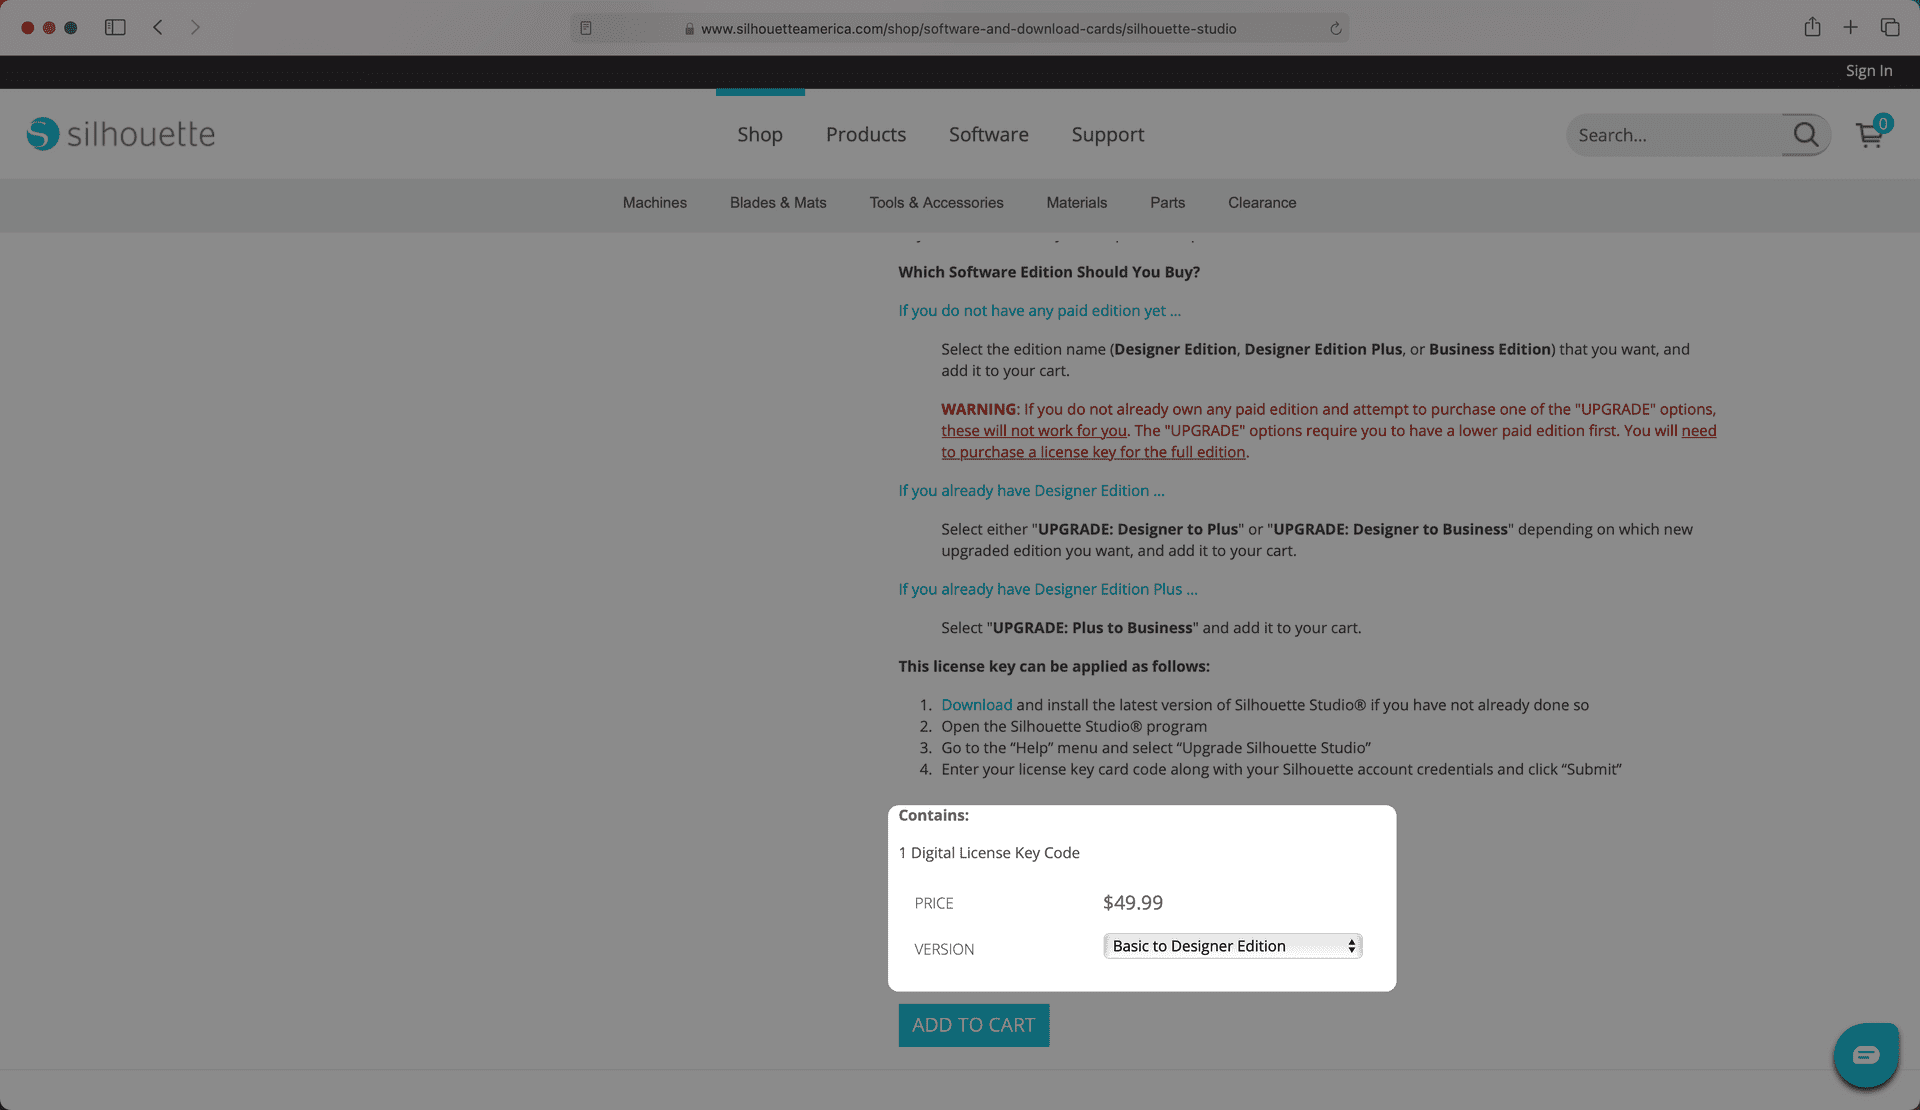 www.silhouetteamerica.com/shop/software-and-download-cards/silhouette-studio
Sign In
silhouette
Shop
Products
Software
Support
Search...
0
Machines
Blades & Mats
Tools & Accessories
Materials
Parts
Clearance
Which Software Edition Should You Buy?
If you do not have any paid edition yet ...
Select the edition name (Designer Edition, Designer Edition Plus, or Business Edition) that you want, and
add it to your cart.
WARNING: If you do not already own any paid edition and attempt to purchase one of the "UPGRADE" options,
these will not work for you. The "UPGRADE" options require you to have a lower paid edition first. You will need
to purchase a license key for the full edition.
If you already have Designer Edition ...
Select either "UPGRADE: Designer to Plus" or "UPGRADE: Designer to Business" depending on which new
upgraded edition you want, and add it to your cart.
If you already have Designer Edition Plus ...
Select "UPGRADE: Plus to Business" and add it to your cart.
This license key can be applied as follows:
1. Download and install the latest version of Silhouette Studio® if you have not already done so
2. Open the Silhouette Studio® program
3. Go to the “Help” menu and select “Upgrade Silhouette Studio”
4. Enter your license key card code along with your Silhouette account credentials and click “Submit”
Contains:
1 Digital License Key Code
PRICE $49.99
VERSION Basic to Designer Edition
ADD TO CART